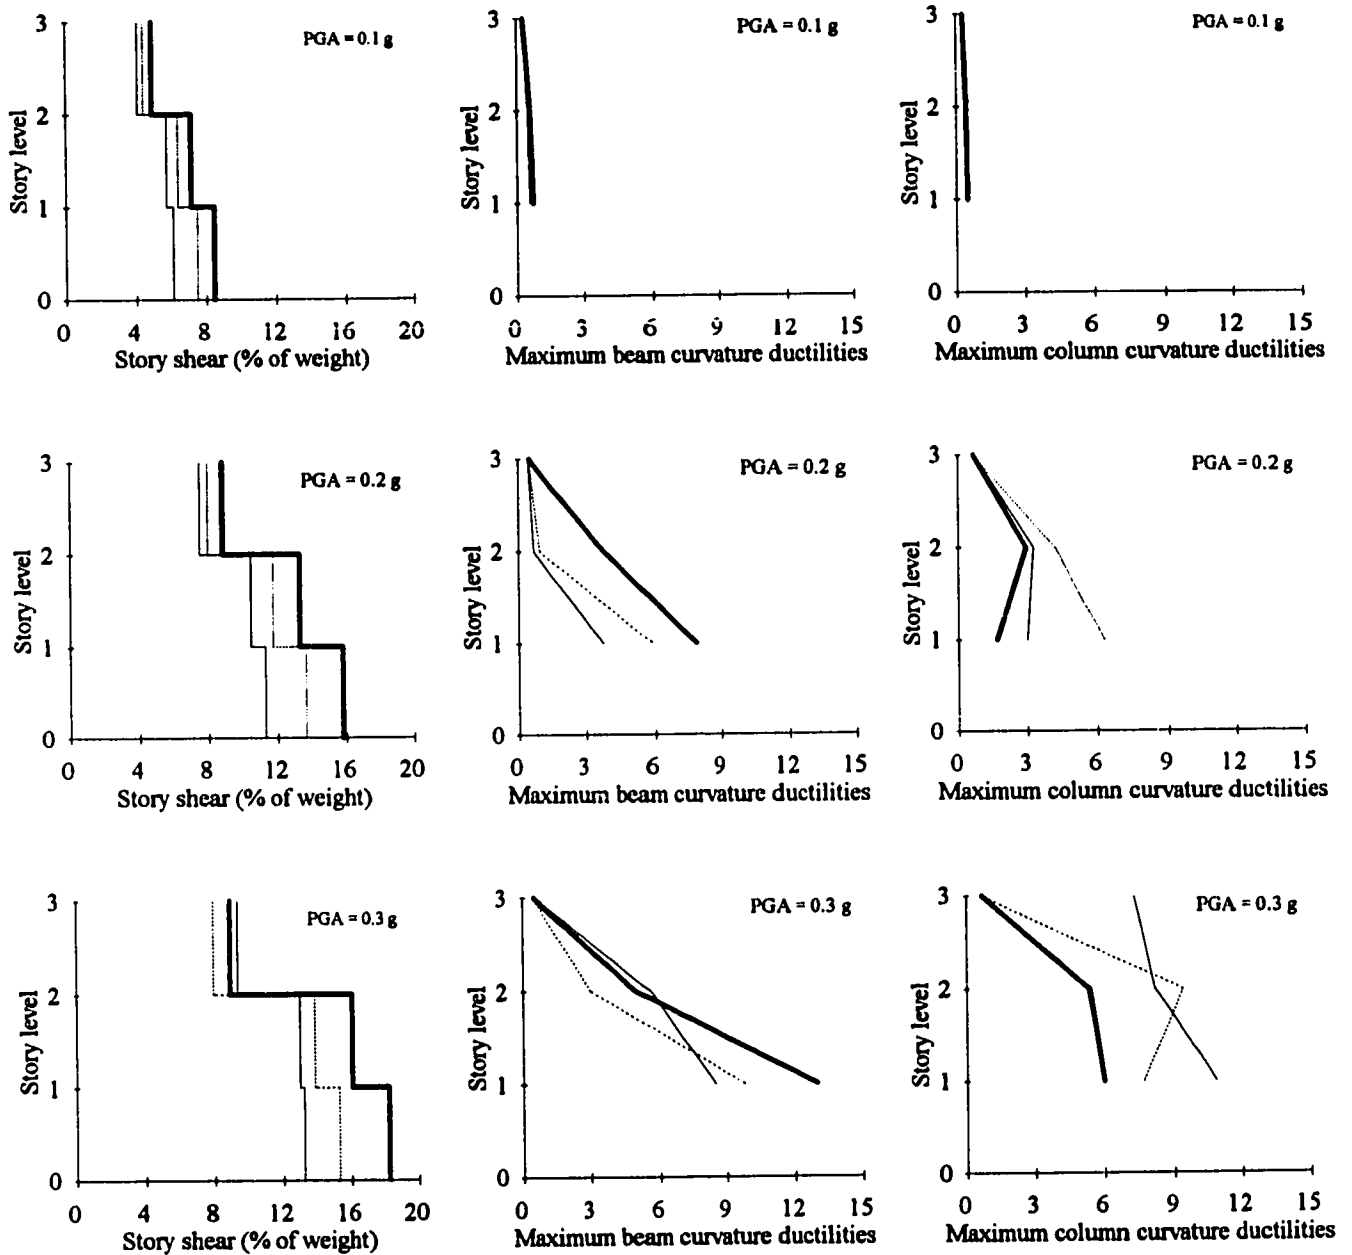 3
PGA = 0.1 g
2
Story level
1
0
0 4 8 12 16 20
Story shear (% of weight)
3
PGA = 0.1 g
2
Story level
1
0
0 3 6 9 12 15
Maximum beam curvature ductilities
3
PGA = 0.1 g
2
Story level
1
0
0 3 6 9 12 15
Maximum column curvature ductilities
3
PGA = 0.2 g
2
Story level
1
0
0 4 8 12 16 20
Story shear (% of weight)
3
PGA = 0.2 g
2
Story level
1
0
0 3 6 9 12 15
Maximum beam curvature ductilities
3
PGA = 0.2 g
2
Story level
1
0
0 3 6 9 12 15
Maximum column curvature ductilities
3
PGA = 0.3 g
2
Story level
1
0
0 4 8 12 16 20
Story shear (% of weight)
3
PGA = 0.3 g
2
Story level
1
0
0 3 6 9 12 15
Maximum beam curvature ductilities
3
PGA = 0.3 g
2
Story level
1
0
0 3 6 9 12 15
Maximum column curvature ductilities